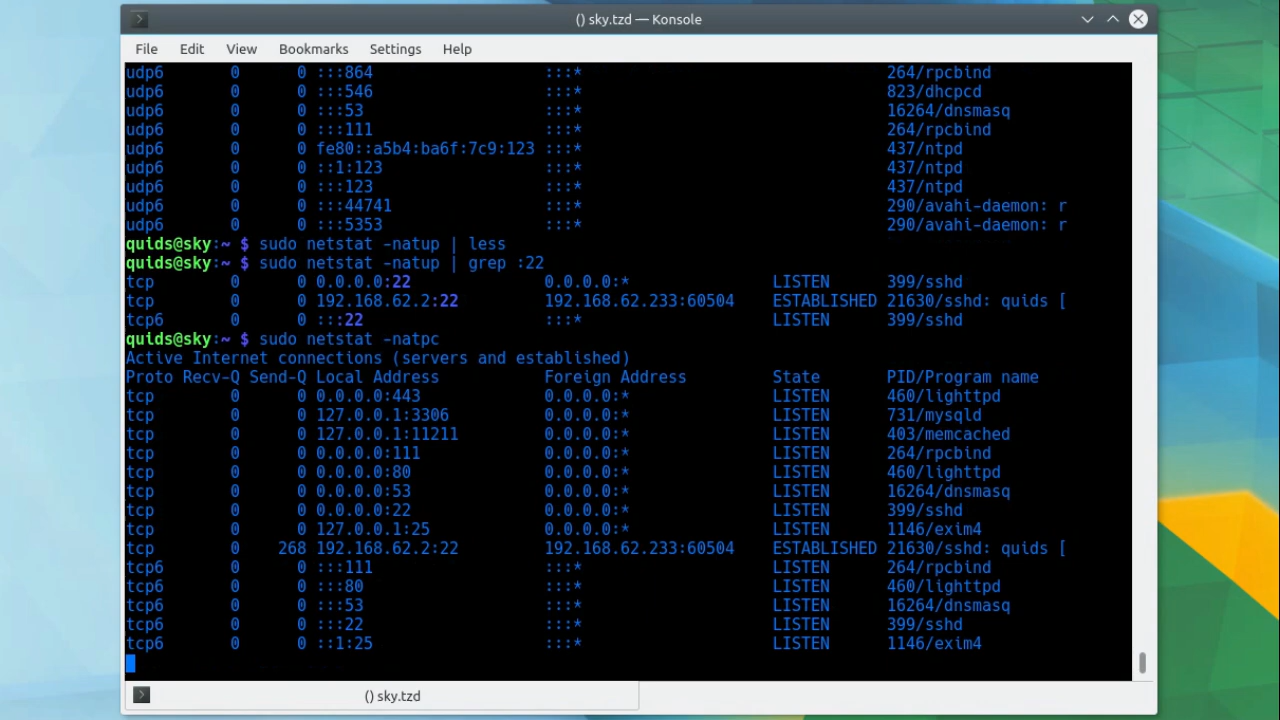 () sky.tzd — Konsole
File Edit View Bookmarks Settings Help
udp6 0 0 :::864 :::* 264/rpcbind
udp6 0 0 :::546 :::* 823/dhcpcd
udp6 0 0 :::53 :::* 16264/dnsmasq
udp6 0 0 :::111 :::* 264/rpcbind
udp6 0 0 fe80::a5b4:ba6f:7c9:123 :::* 437/ntpd
udp6 0 0 ::1:123 :::* 437/ntpd
udp6 0 0 :::123 :::* 437/ntpd
udp6 0 0 :::44741 :::* 290/avahi-daemon: r
udp6 0 0 :::5353 :::* 290/avahi-daemon: r
quids@sky:~ $ sudo netstat -natup | less
quids@sky:~ $ sudo netstat -natup | grep :22
tcp 0 0 0.0.0.0:22 0.0.0.0:* LISTEN 399/sshd
tcp 0 0 192.168.62.2:22 192.168.62.233:60504 ESTABLISHED 21630/sshd: quids [
tcp6 0 0 :::22 :::* LISTEN 399/sshd
quids@sky:~ $ sudo netstat -natpc
Active Internet connections (servers and established)
Proto Recv-Q Send-Q Local Address Foreign Address State PID/Program name
tcp 0 0 0.0.0.0:443 0.0.0.0:* LISTEN 460/lighttpd
tcp 0 0 127.0.0.1:3306 0.0.0.0:* LISTEN 731/mysqld
tcp 0 0 127.0.0.1:11211 0.0.0.0:* LISTEN 403/memcached
tcp 0 0 0.0.0.0:111 0.0.0.0:* LISTEN 264/rpcbind
tcp 0 0 0.0.0.0:80 0.0.0.0:* LISTEN 460/lighttpd
tcp 0 0 0.0.0.0:53 0.0.0.0:* LISTEN 16264/dnsmasq
tcp 0 0 0.0.0.0:22 0.0.0.0:* LISTEN 399/sshd
tcp 0 0 127.0.0.1:25 0.0.0.0:* LISTEN 1146/exim4
tcp 0 268 192.168.62.2:22 192.168.62.233:60504 ESTABLISHED 21630/sshd: quids [
tcp6 0 0 :::111 :::* LISTEN 264/rpcbind
tcp6 0 0 :::80 :::* LISTEN 460/lighttpd
tcp6 0 0 :::53 :::* LISTEN 16264/dnsmasq
tcp6 0 0 :::22 :::* LISTEN 399/sshd
tcp6 0 0 ::1:25 :::* LISTEN 1146/exim4
() sky.tzd